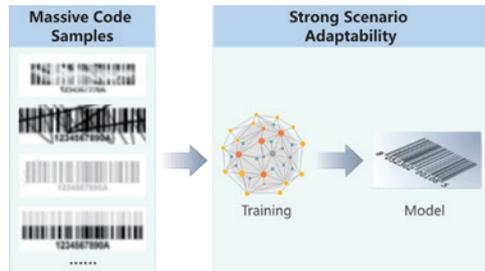 Massive Code
Samples
Strong Scenario
Adaptability
1234567890A
1234567890A
1234567890A
......
Training
Model